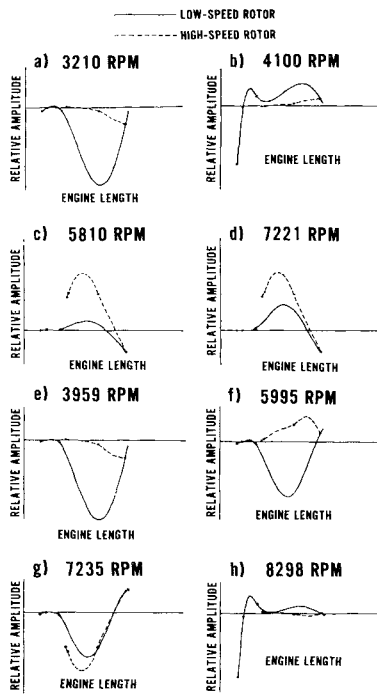 LOW-SPEED ROTOR
HIGH-SPEED ROTOR
a) 3210 RPM
b) 4100 RPM
RELATIVE AMPLITUDE
ENGINE LENGTH
RELATIVE AMPLITUDE
ENGINE LENGTH
c) 5810 RPM
d) 7221 RPM
RELATIVE AMPLITUDE
ENGINE LENGTH
RELATIVE AMPLITUDE
ENGINE LENGTH
e) 3959 RPM
f) 5995 RPM
RELATIVE AMPLITUDE
ENGINE LENGTH
RELATIVE AMPLITUDE
ENGINE LENGTH
g) 7235 RPM
h) 8298 RPM
RELATIVE AMPLITUDE
ENGINE LENGTH
RELATIVE AMPLITUDE
ENGINE LENGTH